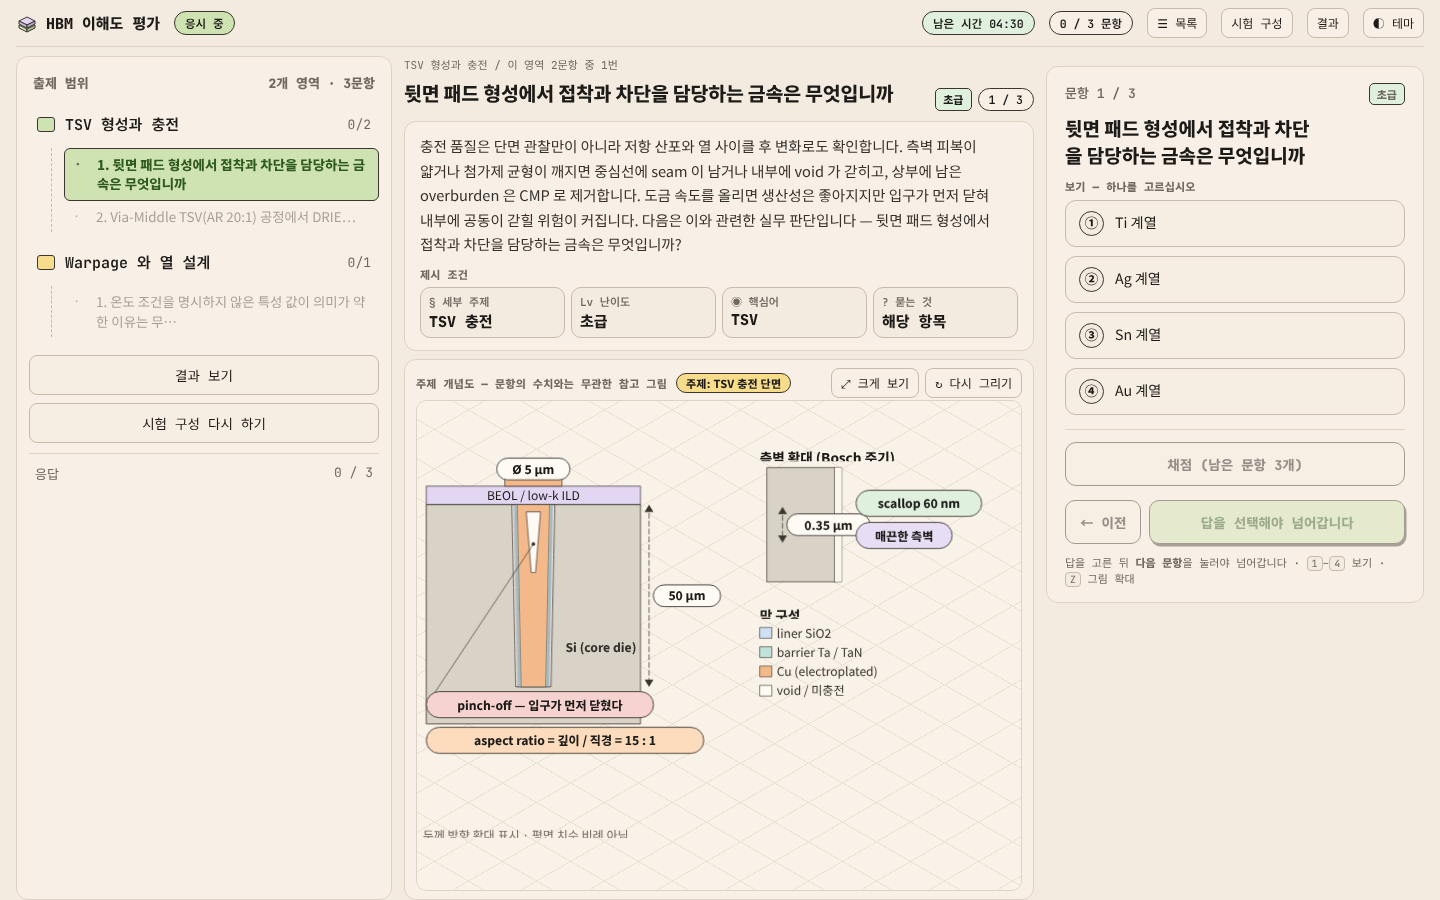 HBM 이해도 평가
응시 중
남은 시간 04:30
0 / 3 문항
☰ 목록
시험 구성
결과
◐ 테마
출제 범위
2개 영역 · 3문항
TSV 형성과 충전
0/2
· 1. 뒷면 패드 형성에서 접착과 차단을 담당하는 금
속은 무엇입니까
· 2. Via-Middle TSV(AR 20:1) 공정에서 DRIE…
Warpage 와 열 설계
0/1
· 1. 온도 조건을 명시하지 않은 특성 값이 의미가 약
한 이유는 무…
결과 보기
시험 구성 다시 하기
응답
0 / 3
TSV 형성과 충전 / 이 영역 2문항 중 1번
뒷면 패드 형성에서 접착과 차단을 담당하는 금속은 무엇입니까
초급
1 / 3
충전 품질은 단면 관찰만이 아니라 저항 산포와 열 사이클 후 변화로도 확인합니다. 측벽 피복이
얇거나 첨가제 균형이 깨지면 중심선에 seam 이 남거나 내부에 void 가 갇히고, 상부에 남은
overburden 은 CMP 로 제거합니다. 도금 속도를 올리면 생산성은 좋아지지만 입구가 먼저 닫혀
내부에 공동이 갇힐 위험이 커집니다. 다음은 이와 관련한 실무 판단입니다 — 뒷면 패드 형성에서
접착과 차단을 담당하는 금속은 무엇입니까?
제시 조건
§ 세부 주제
TSV 충전
Lv 난이도
초급
◉ 핵심어
TSV
? 묻는 것
해당 항목
주제 개념도 — 문항의 수치와는 무관한 참고 그림
주제: TSV 충전 단면
⤢ 크게 보기
↻ 다시 그리기
Ø 5 µm
BEOL / low-k ILD
50 µm
Si (core die)
pinch-off — 입구가 먼저 닫혔다
aspect ratio = 깊이 / 직경 = 15 : 1
측벽 확대 (Bosch 주기)
scallop 60 nm
0.35 µm
매끈한 측벽
막 구성
liner SiO2
barrier Ta / TaN
Cu (electroplated)
void / 미충전
두께 방향 확대 표시 · 평면 치수 비례 아님
문항 1 / 3
초급
뒷면 패드 형성에서 접착과 차단
을 담당하는 금속은 무엇입니까
보기 — 하나를 고르십시오
① Ti 계열
② Ag 계열
③ Sn 계열
④ Au 계열
채점 (남은 문항 3개)
← 이전
답을 선택해야 넘어갑니다
답을 고른 뒤 다음 문항을 눌러야 넘어갑니다 · 1–4 보기 ·
Z 그림 확대